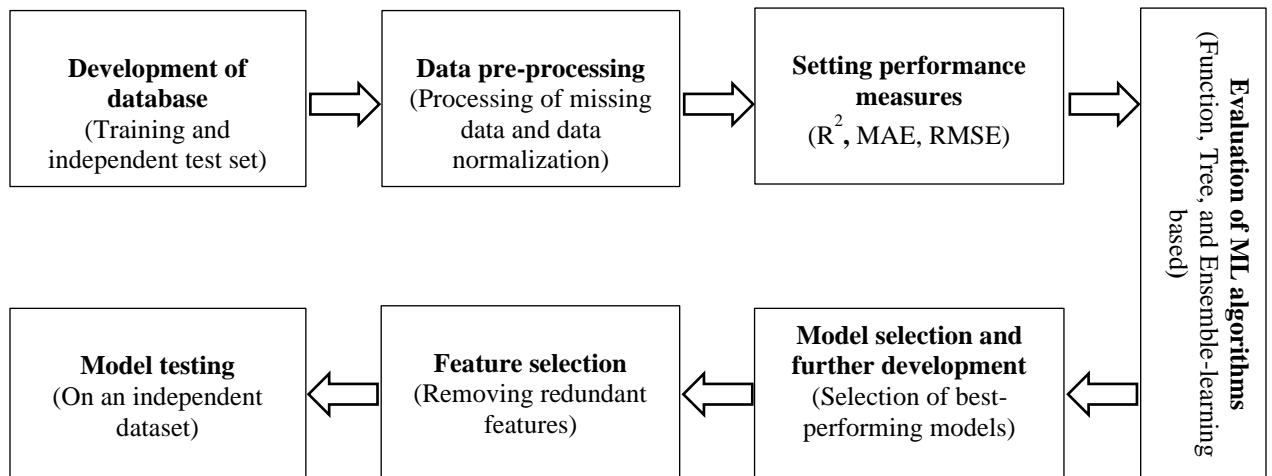 Development of
database
(Training and
independent test set)
Data pre-processing
(Processing of missing
data and data
normalization)
Setting performance
measures
(R², MAE, RMSE)
Evaluation of ML algorithms
(Function, Tree, and Ensemble-learning
based)
Model selection and
further development
(Selection of best-
performing models)
Feature selection
(Removing redundant
features)
Model testing
(On an independent
dataset)